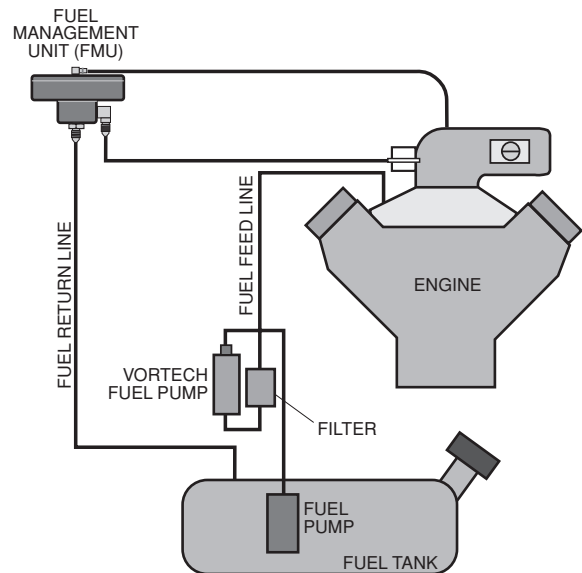 FUEL
MANAGEMENT
UNIT (FMU)
FUEL RETURN LINE
FUEL FEED LINE
ENGINE
VORTECH
FUEL PUMP
FILTER
FUEL
PUMP
FUEL TANK